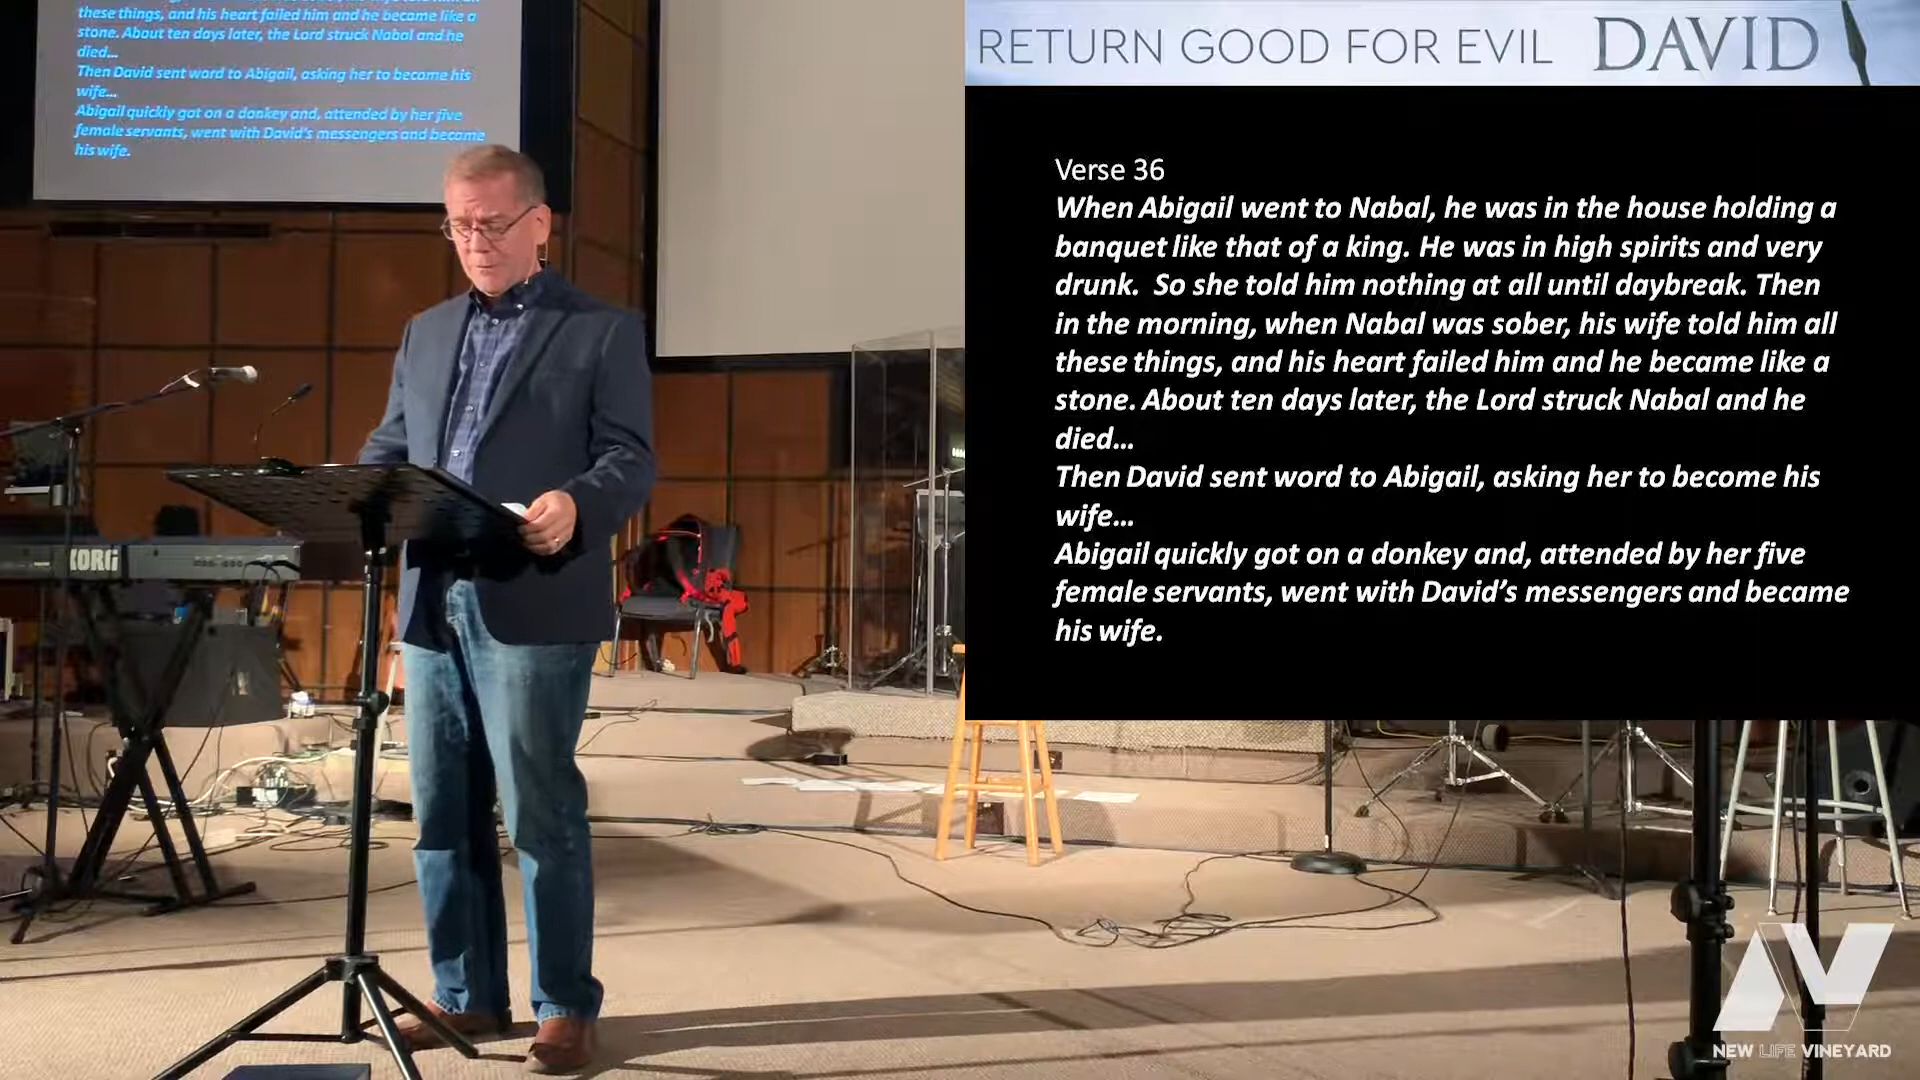 these things, and his heart failed him and he became like a
stone. About ten days later, the Lord struck Nabal and he
died...
Then David sent word to Abigail, asking her to become his
wife...
Abigail quickly got on a donkey and, attended by her five
female servants, went with David's messengers and became
his wife.
KORG
RETURN GOOD FOR EVIL DAVID
Verse 36
When Abigail went to Nabal, he was in the house holding a
banquet like that of a king. He was in high spirits and very
drunk.  So she told him nothing at all until daybreak. Then
in the morning, when Nabal was sober, his wife told him all
these things, and his heart failed him and he became like a
stone. About ten days later, the Lord struck Nabal and he
died...
Then David sent word to Abigail, asking her to become his
wife...
Abigail quickly got on a donkey and, attended by her five
female servants, went with David's messengers and became
his wife.
NEW LIFE VINEYARD